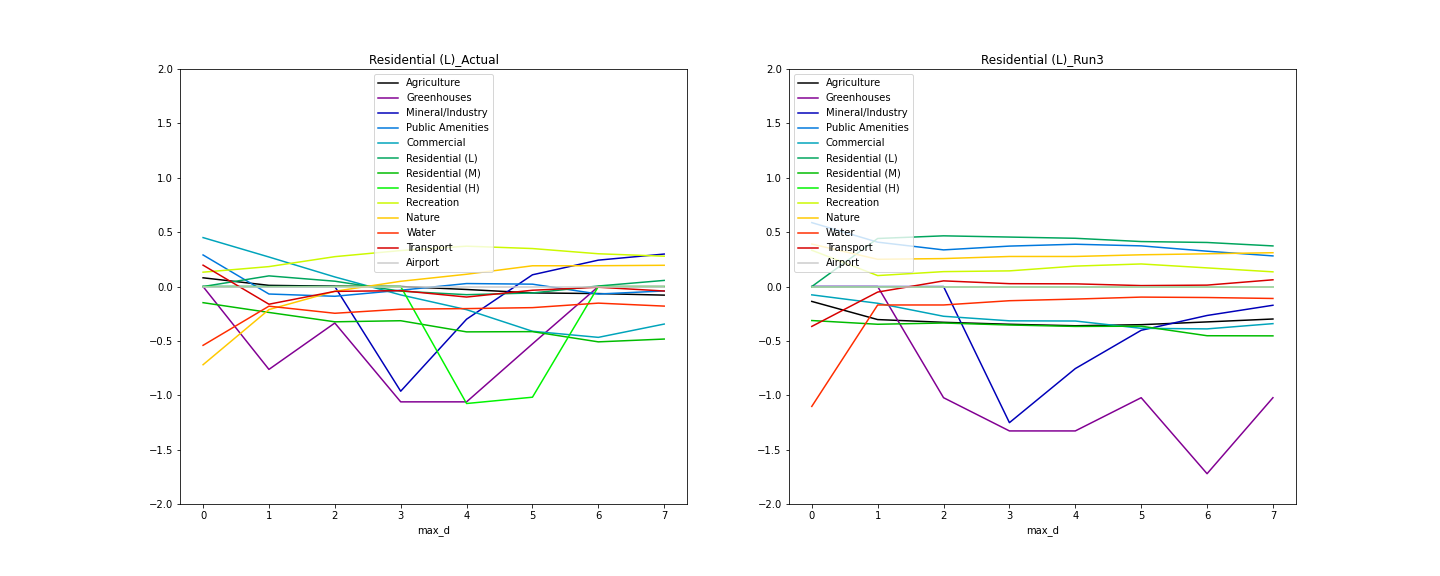 Residential (L)_Actual
2.0
1.5
1.0
0.5
0.0
−0.5
−1.0
−1.5
−2.0
Agriculture
Greenhouses
Mineral/Industry
Public Amenities
Commercial
Residential (L)
Residential (M)
Residential (H)
Recreation
Nature
Water
Transport
Airport
0 1 2 3 4 5 6 7
max_d
Residential (L)_Run3
2.0
1.5
1.0
0.5
0.0
−0.5
−1.0
−1.5
−2.0
Agriculture
Greenhouses
Mineral/Industry
Public Amenities
Commercial
Residential (L)
Residential (M)
Residential (H)
Recreation
Nature
Water
Transport
Airport
0 1 2 3 4 5 6 7
max_d